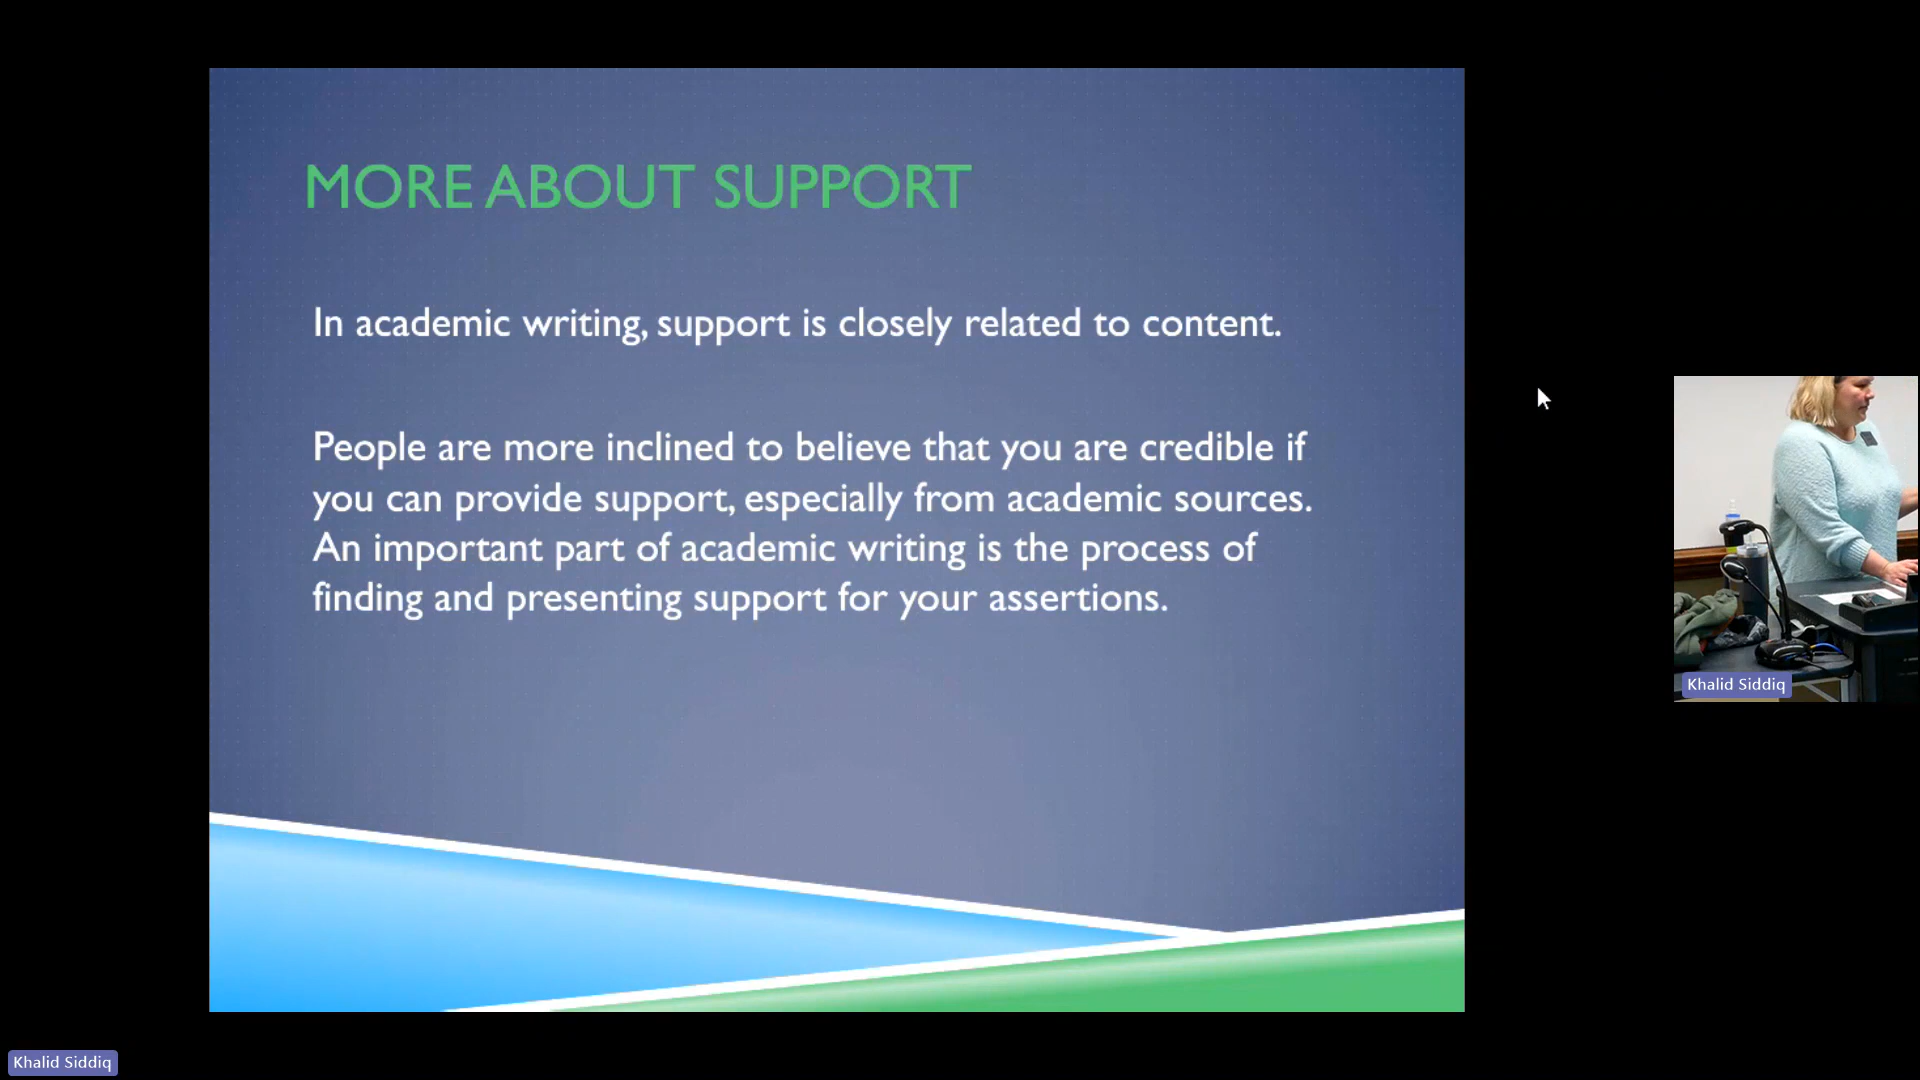 MORE ABOUT SUPPORT
In academic writing, support is closely related to content.
People are more inclined to believe that you are credible if
you can provide support, especially from academic sources.
An important part of academic writing is the process of
finding and presenting support for your assertions.
Khalid Siddiq
Khalid Siddiq